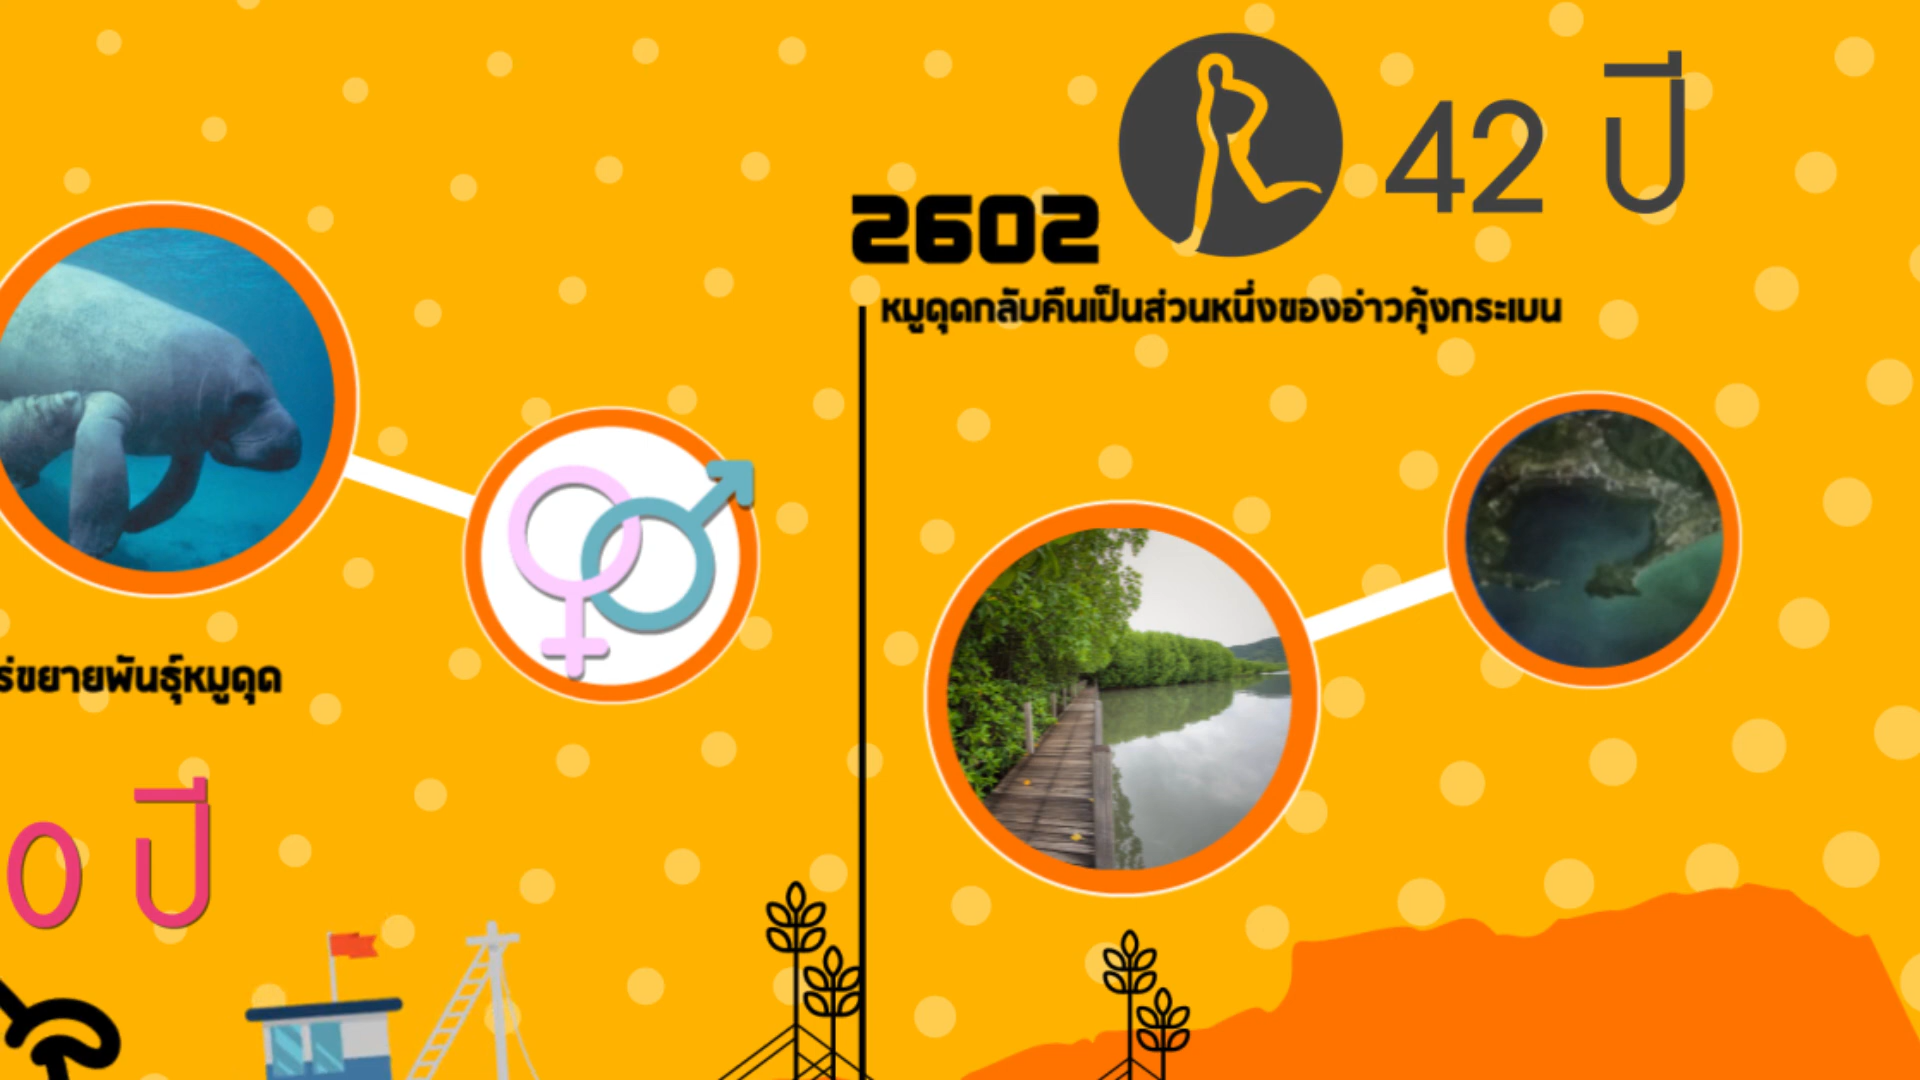 42 ปี
2602
หมูดุดกลับคืนเป็นส่วนหนึ่งของอ่าวคุ้งกระเบน
ร่ขยายพันธุ์หมูดุด
0 ปี